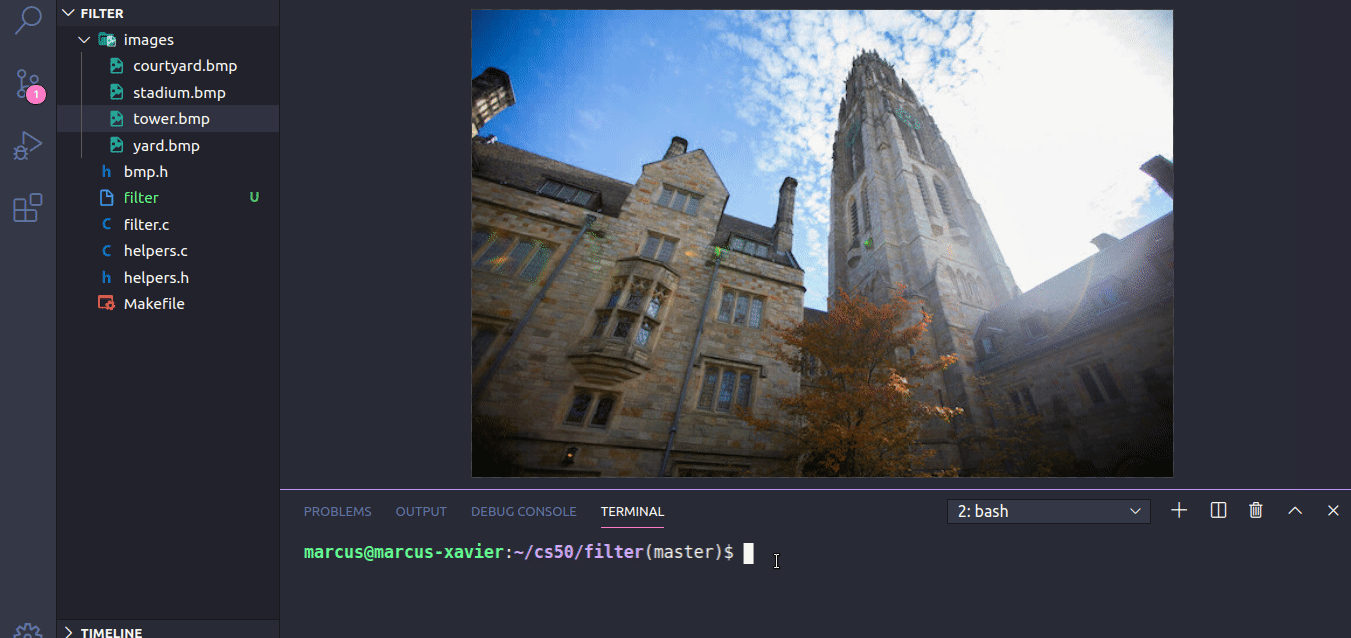 FILTER
images
courtyard.bmp
stadium.bmp
tower.bmp
yard.bmp
h bmp.h
filter U
C filter.c
C helpers.c
h helpers.h
Makefile
TIMELINE
1
PROBLEMS OUTPUT DEBUG CONSOLE TERMINAL 2: bash
marcus@marcus-xavier:~/cs50/filter(master)$